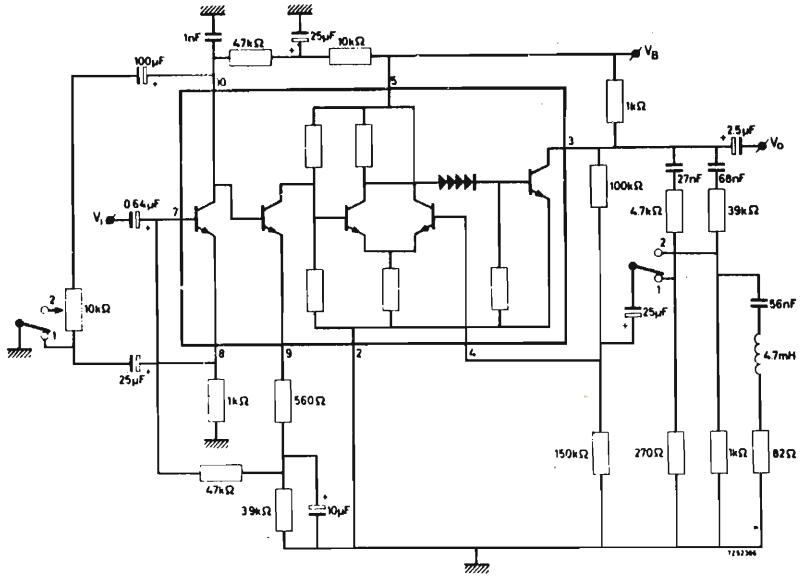 1nF
47kΩ
25µF
+
10kΩ
V_B
100µF
+
10
5
1kΩ
3
2.5µF
+
V_o
27nF
68nF
100kΩ
4.7kΩ
39kΩ
0.64µF
V_i
+
7
2
1
25µF
+
56nF
4.7mH
2
10kΩ
1
25µF
+
8
9
2
4
1kΩ
560Ω
150kΩ
270Ω
1kΩ
82Ω
47kΩ
39kΩ
+
10µF
7Z52386